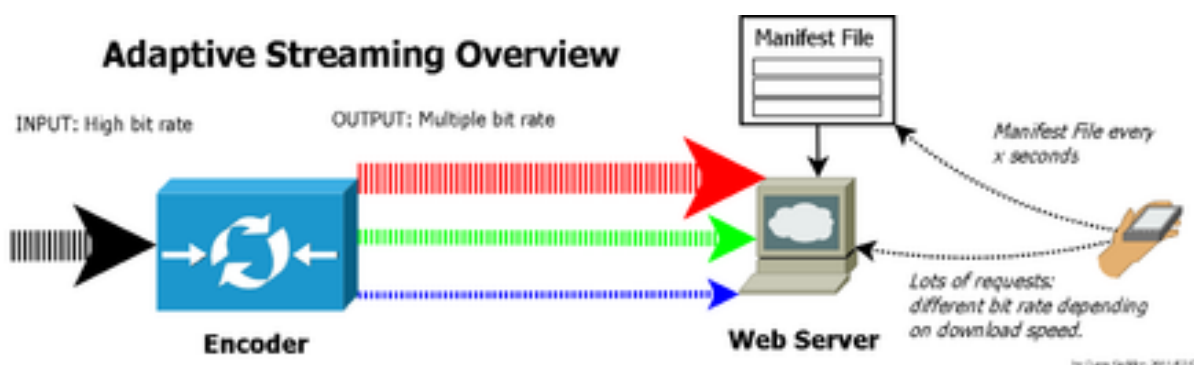 Adaptive Streaming Overview
Manifest File
INPUT: High bit rate
OUTPUT: Multiple bit rate
Manifest File every
x seconds
Lots of requests:
different bit rate depending
on download speed.
Encoder
Web Server